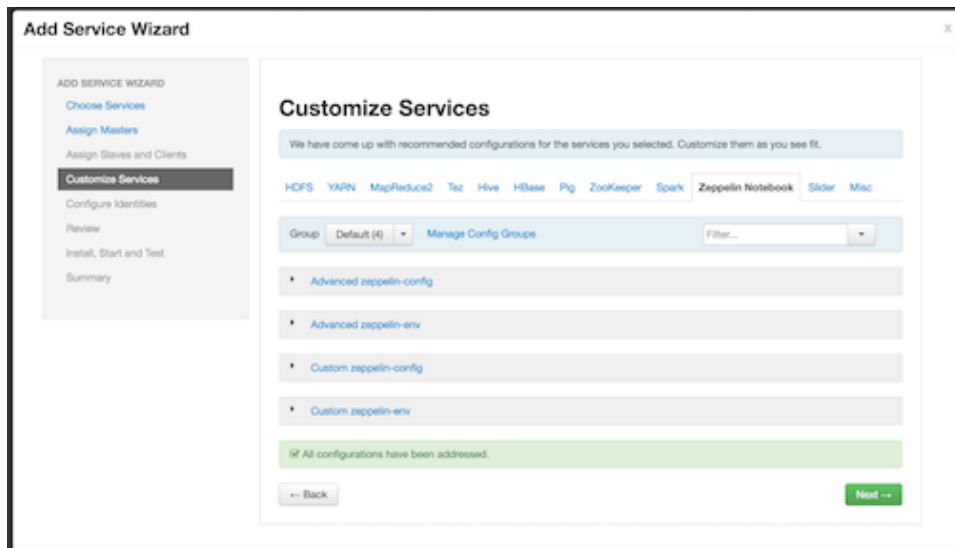 Add Service Wizard
x
ADD SERVICE WIZARD
Choose Services
Assign Masters
Assign Slaves and Clients
Customize Services
Configure Identities
Review
Install, Start and Test
Summary
Customize Services
We have come up with recommended configurations for the services you selected. Customize them as you see fit.
HDFS YARN MapReduce2 Tez Hive HBase Pig ZooKeeper Spark Zeppelin Notebook Slider Misc
Group Default (4) Manage Config Groups Filter...
Advanced zeppelin-config
Advanced zeppelin-env
Custom zeppelin-config
Custom zeppelin-env
All configurations have been addressed.
← Back Next →